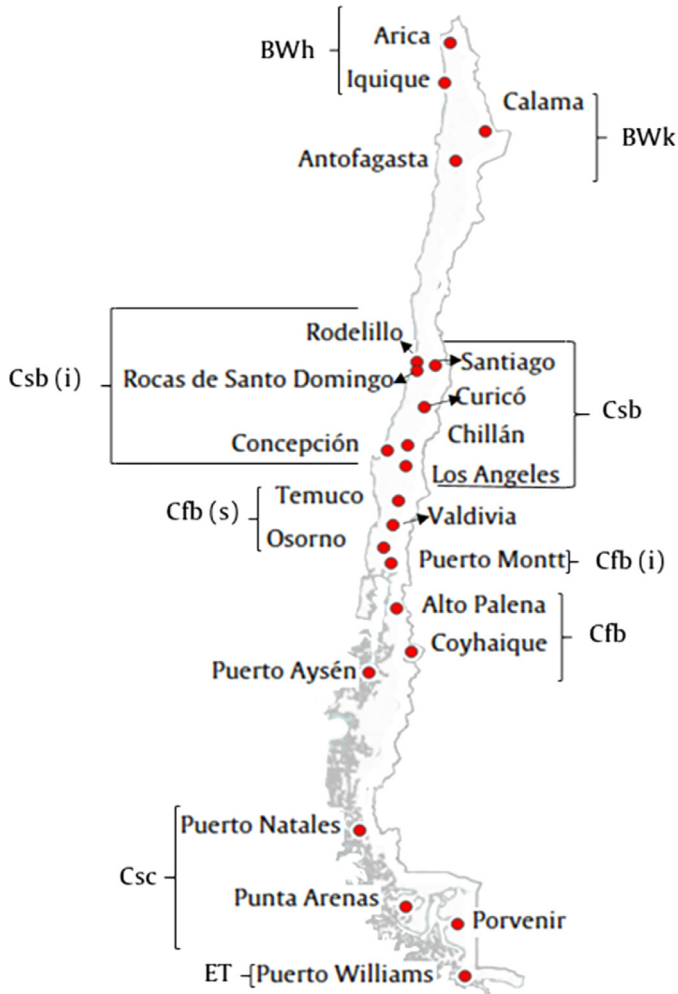 Arica
BWh
Iquique
Calama
BWk
Antofagasta
Rodelillo
Santiago
Csb (i)
Rocas de Santo Domingo
Curicó
Csb
Chillán
Concepción
Los Angeles
Temuco
Cfb (s)
Valdivia
Osorno
Puerto Montt
Cfb (i)
Alto Palena
Cfb
Coyhaique
Puerto Aysén
Puerto Natales
Csc
Punta Arenas
Porvenir
ET
Puerto Williams